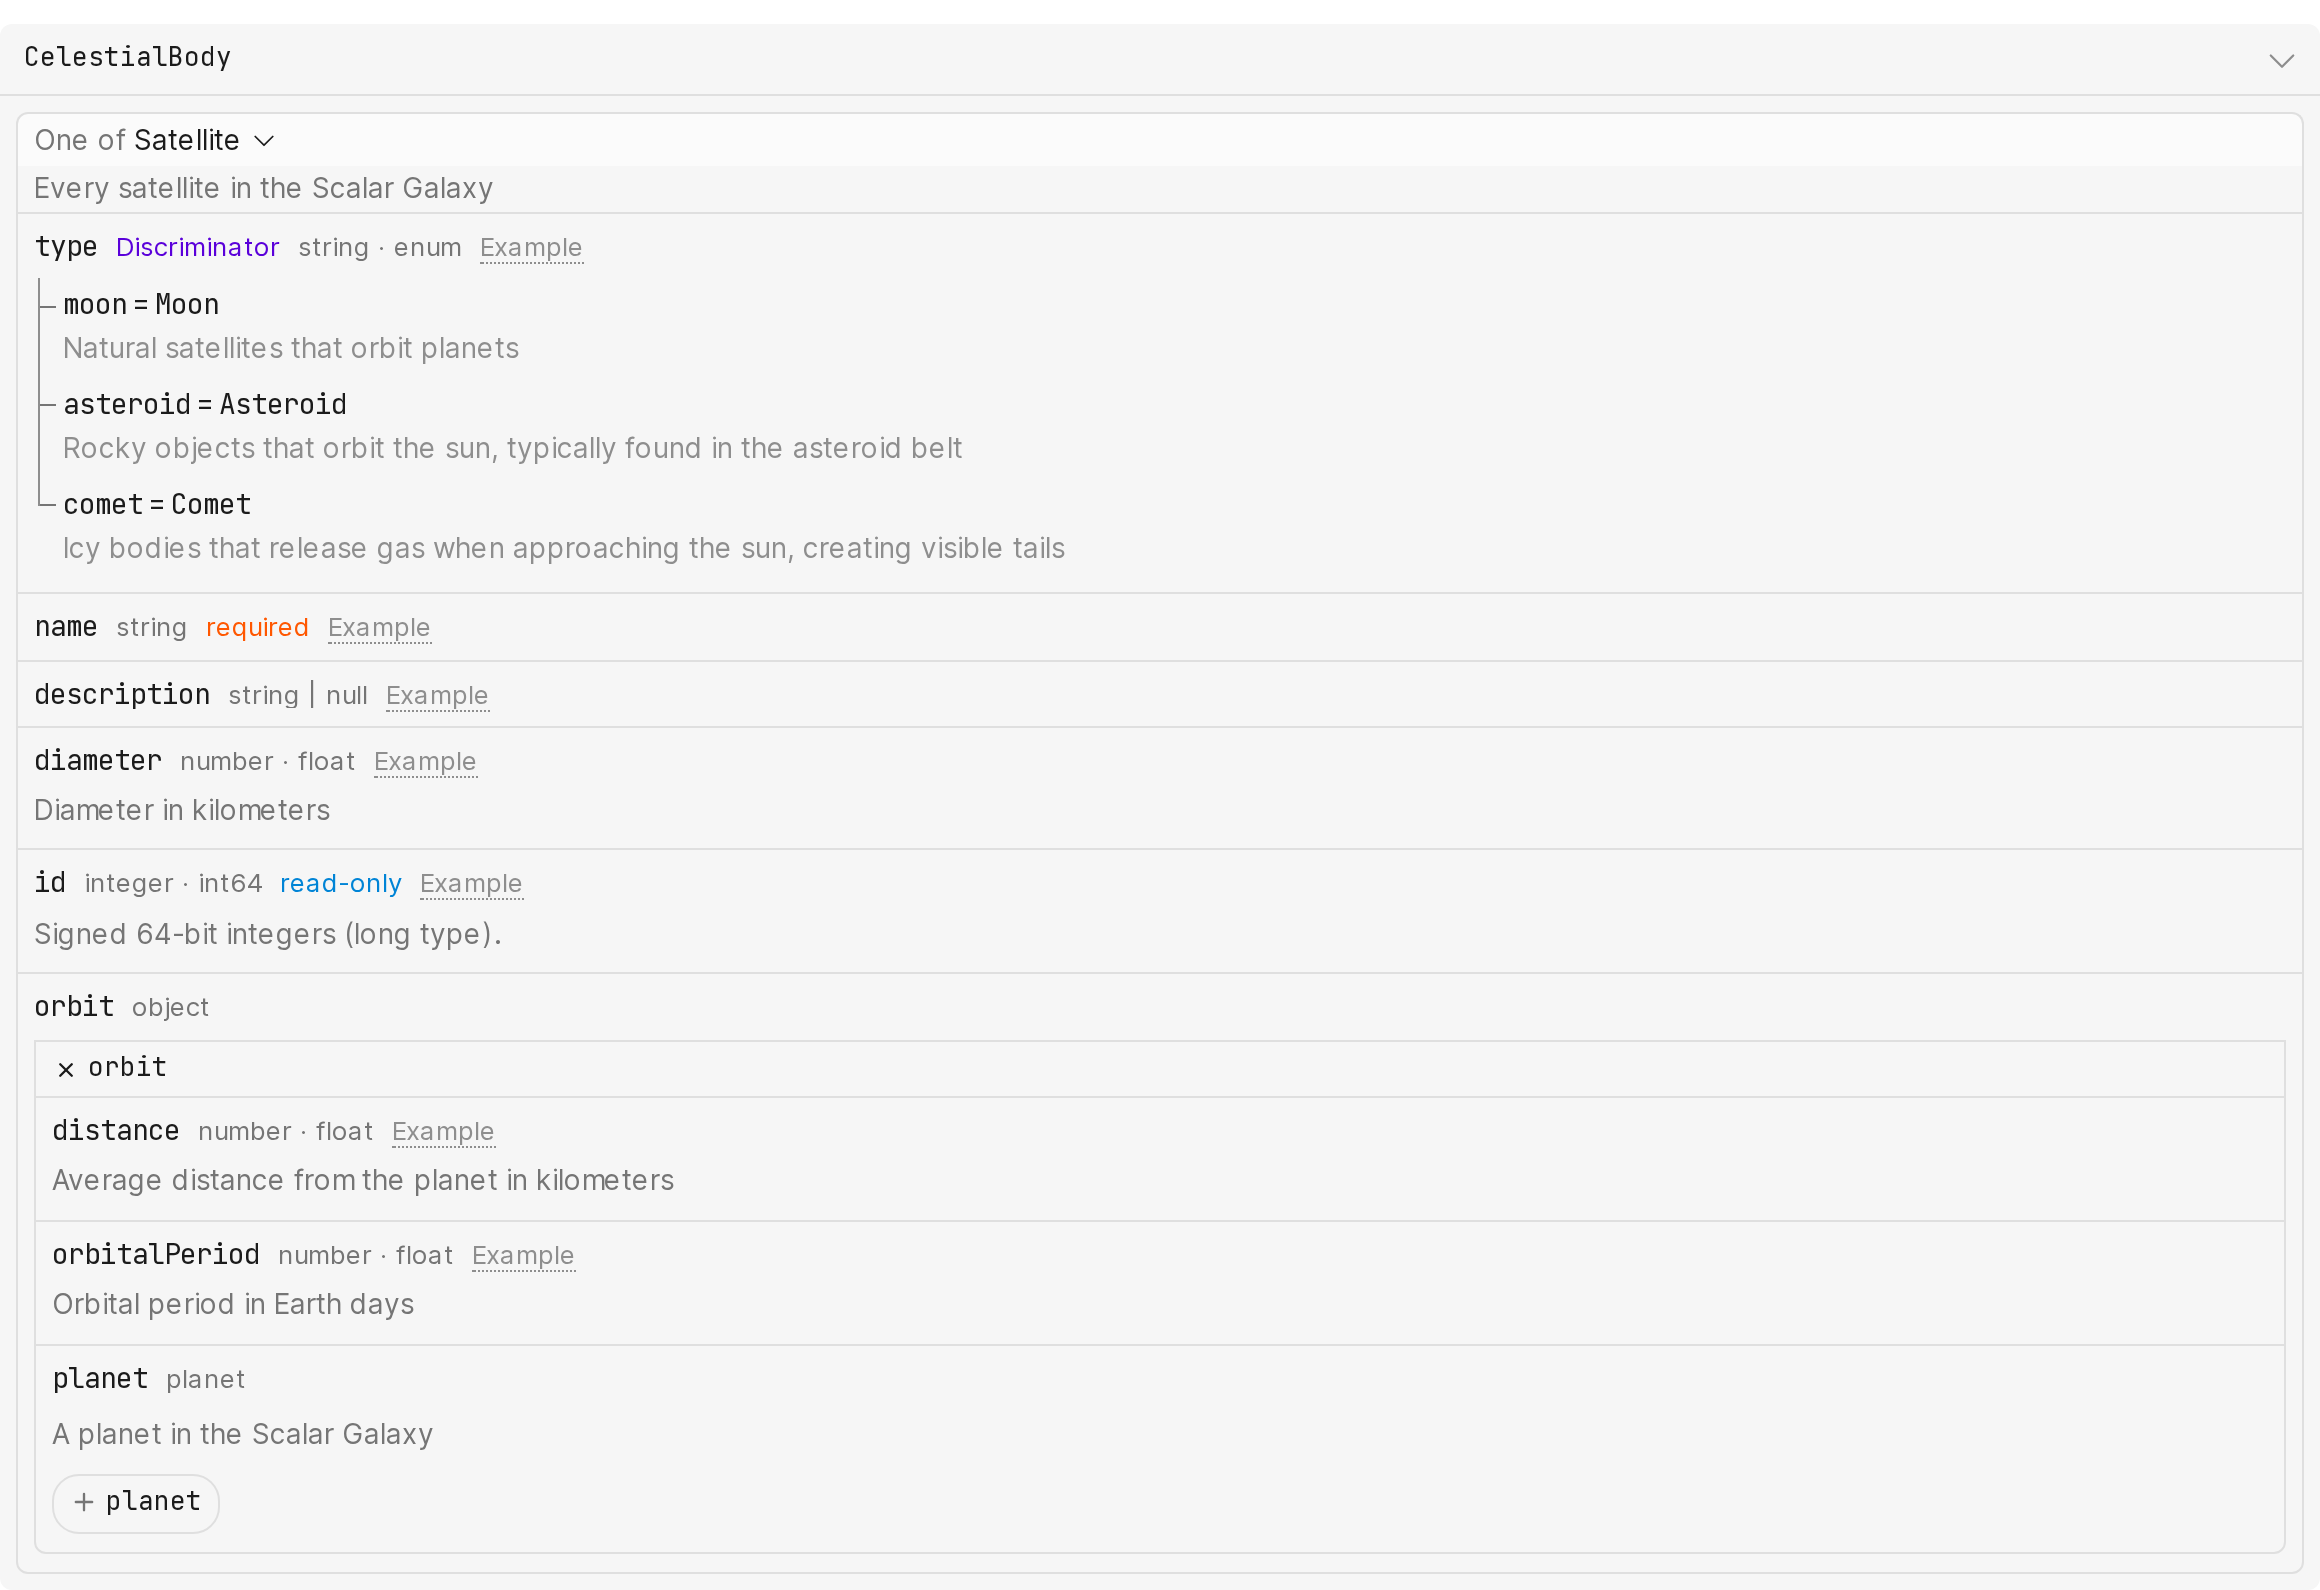 CelestialBody
One of Satellite
Every satellite in the Scalar Galaxy
type Discriminator string · enum Example
moon = Moon
Natural satellites that orbit planets
asteroid = Asteroid
Rocky objects that orbit the sun, typically found in the asteroid belt
comet = Comet
Icy bodies that release gas when approaching the sun, creating visible tails
name string required Example
description string | null Example
diameter number · float Example
Diameter in kilometers
id integer · int64 read-only Example
Signed 64-bit integers (long type).
orbit object
× orbit
distance number · float Example
Average distance from the planet in kilometers
orbitalPeriod number · float Example
Orbital period in Earth days
planet planet
A planet in the Scalar Galaxy
+ planet